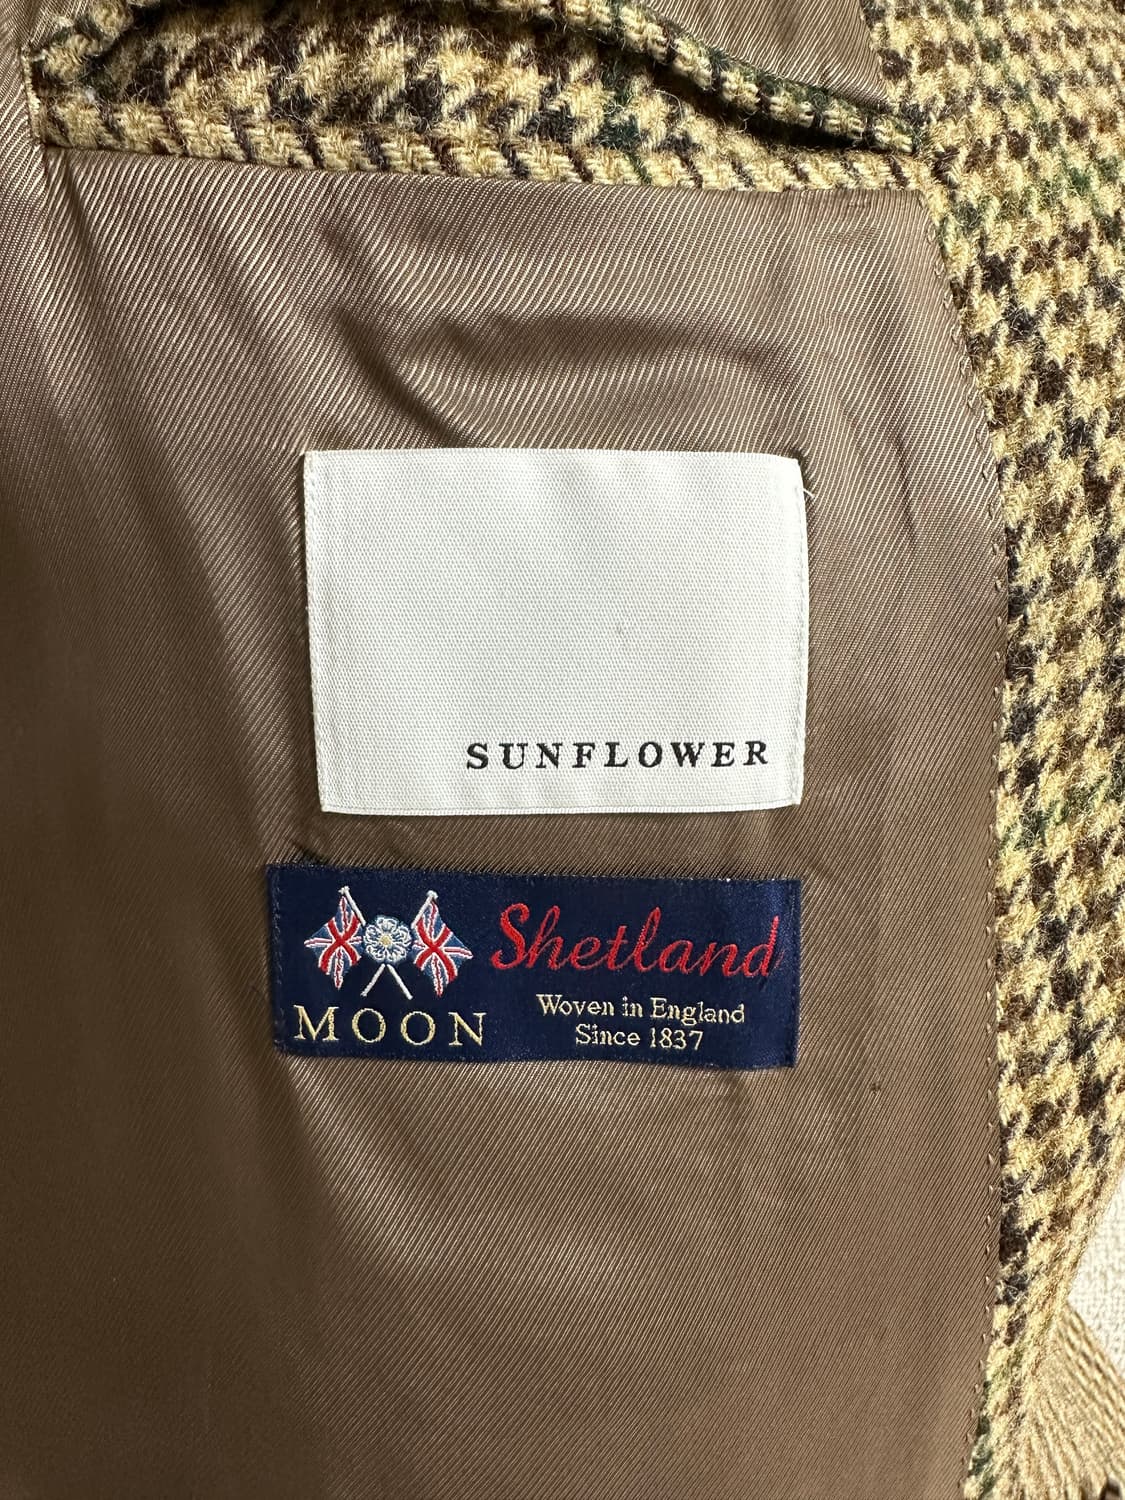 SUNFLOWER
Shetland
MOON
Woven in England
Since 1837